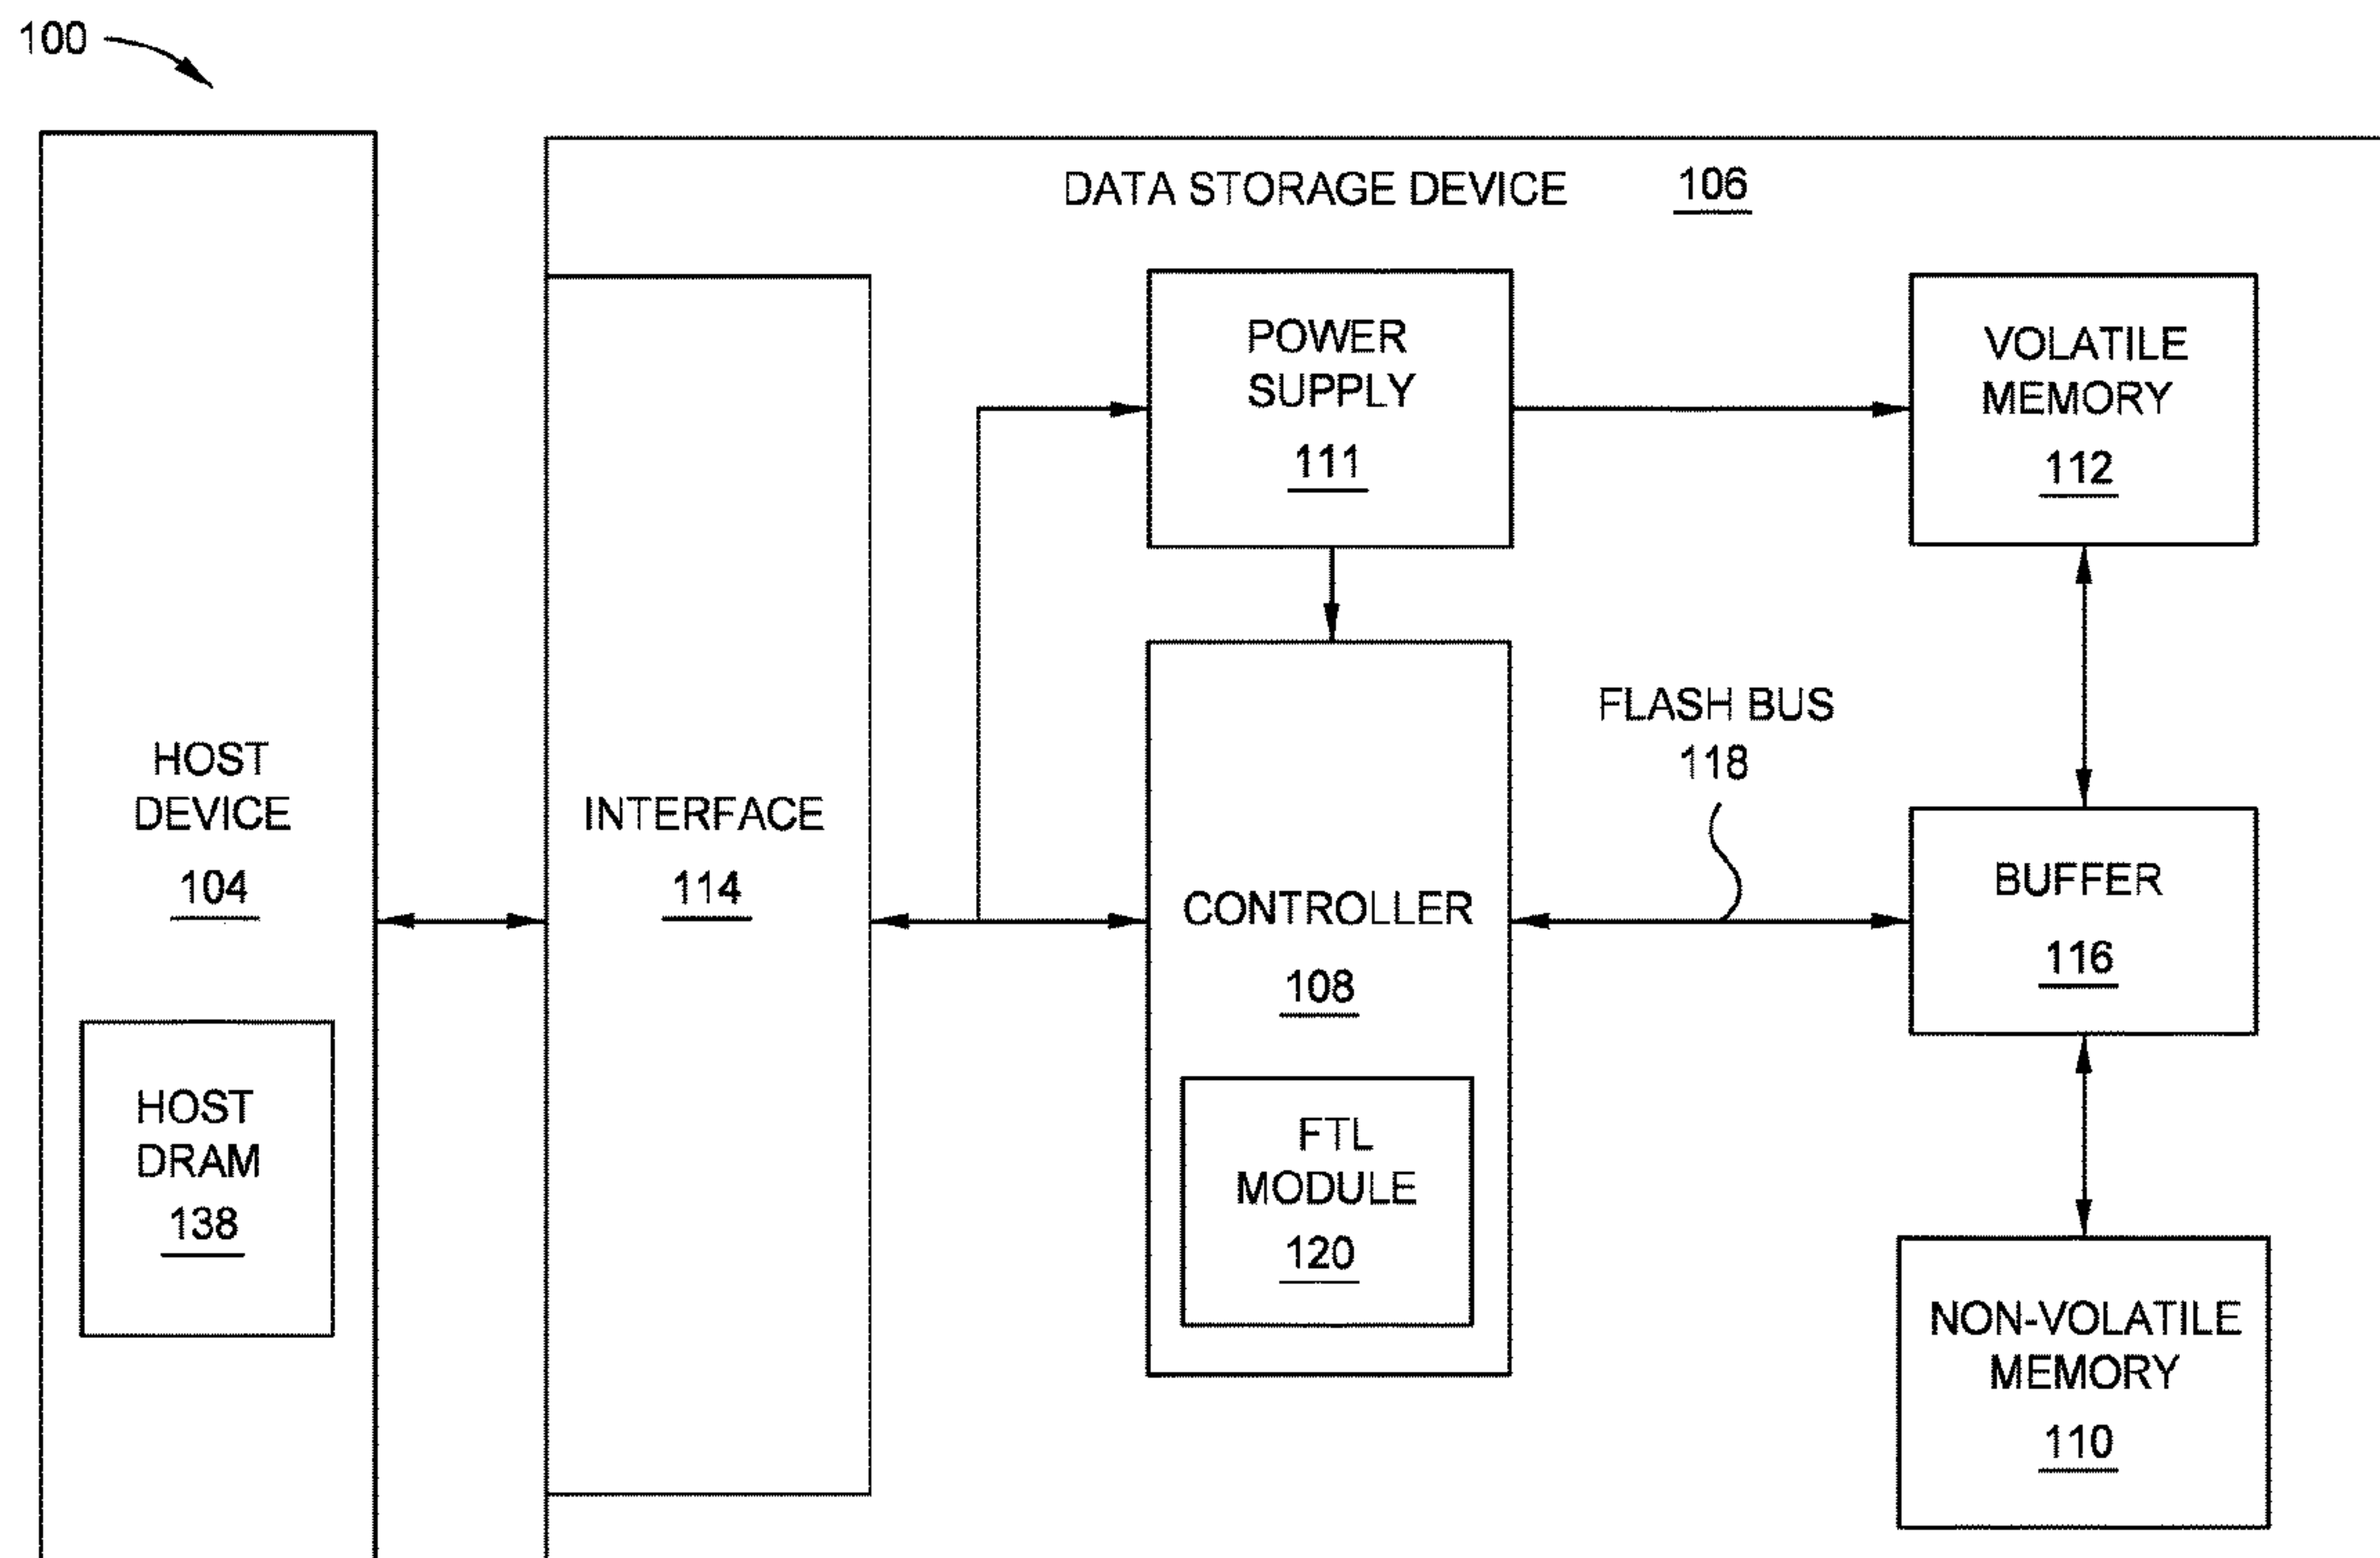 100
DATA STORAGE DEVICE 106
POWER
SUPPLY
111
VOLATILE
MEMORY
112
HOST
DEVICE
104
INTERFACE
114
FLASH BUS
118
CONTROLLER
108
BUFFER
116
HOST
DRAM
138
FTL
MODULE
120
NON-VOLATILE
MEMORY
110